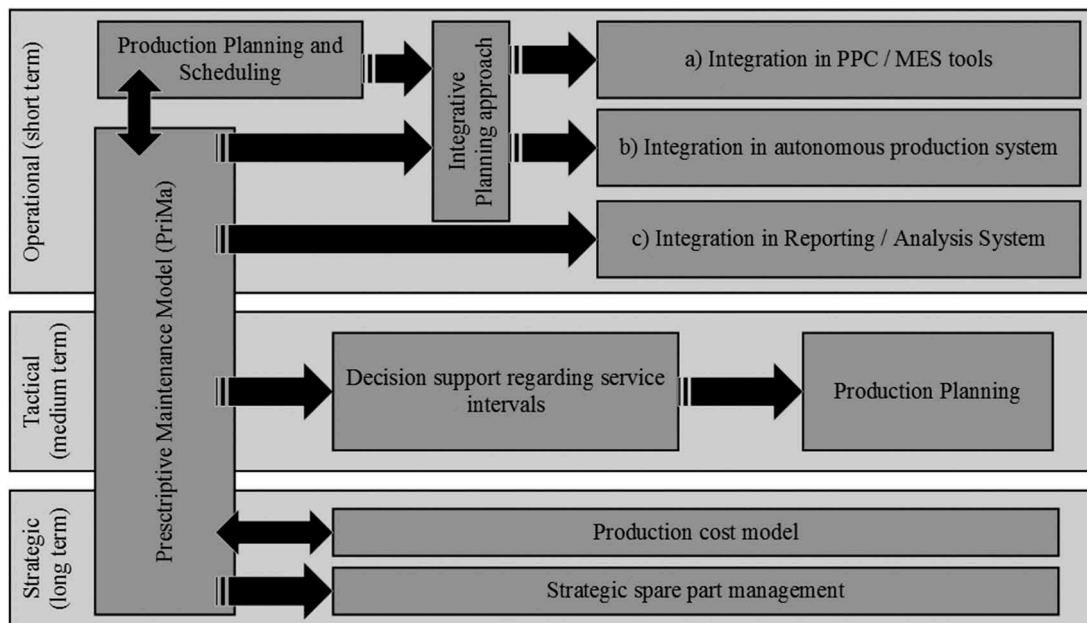 Operational (short term)
Production Planning and
Scheduling
Integrative
Planning approach
a) Integration in PPC / MES tools
b) Integration in autonomous production system
c) Integration in Reporting / Analysis System
Presctriptive Maintenance Model (PriMa)
Tactical
(medium term)
Decision support regarding service
intervals
Production Planning
Strategic
(long term)
Production cost model
Strategic spare part management